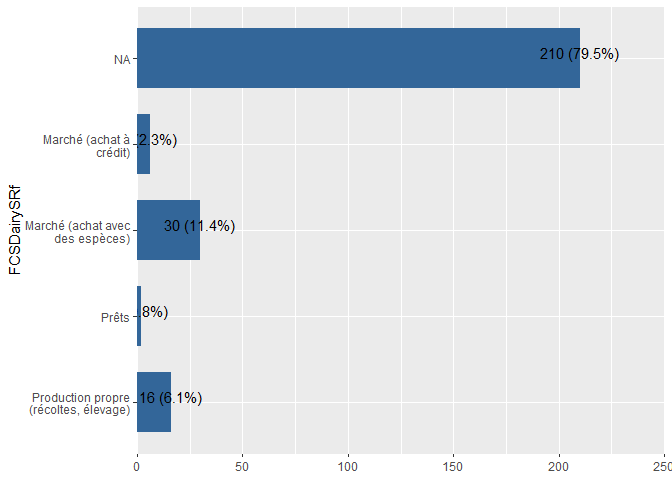 NA
210 (79.5%)
Marché (achat à
crédit)
2.3%)
Marché (achat avec
des espèces)
30 (11.4%)
Prêts
8%)
Production propre
(récoltes, élevage)
16 (6.1%)
FCSDairySRf
0
50
100
150
200
250